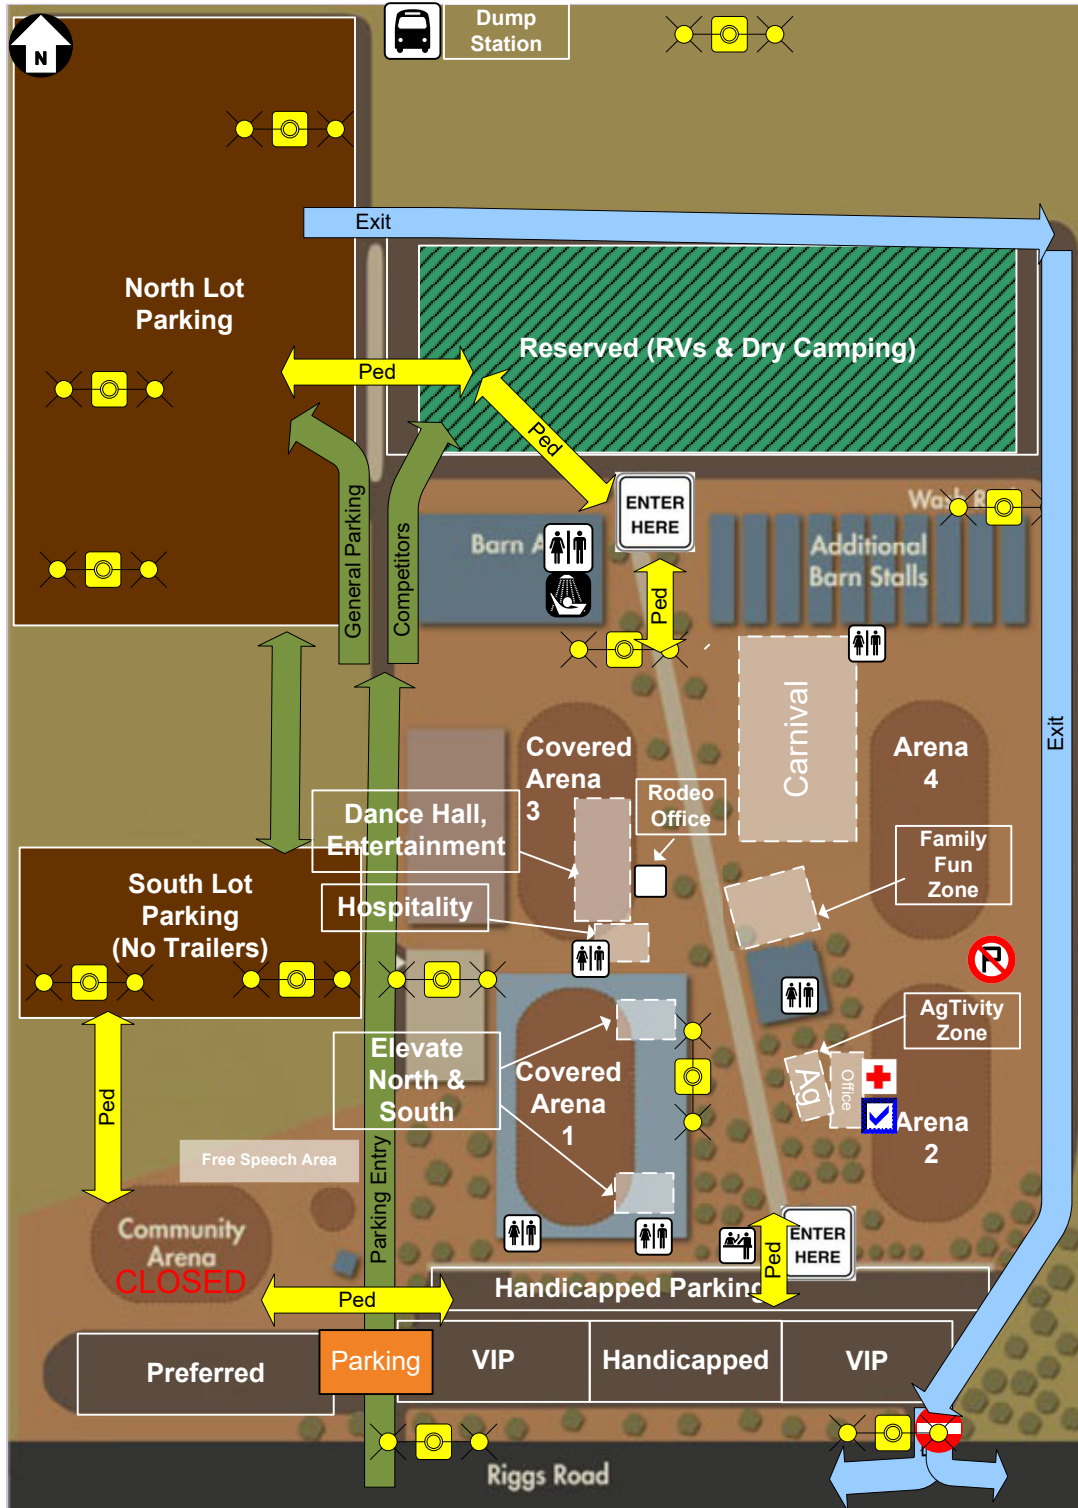 N
Dump
Station
Exit
North Lot
Parking
Reserved (RVs & Dry Camping)
Ped
Ped
ENTER
HERE
Wash
Barn
Additional
Barn Stalls
General Parking
Competitors
Ped
Carnival
Exit
Covered
Arena
3
Arena
4
Rodeo
Office
Dance Hall,
Entertainment
Family
Fun
Zone
South Lot
Parking
(No Trailers)
Hospitality
P
AgTivity
Zone
Elevate
North &
South
Covered
Arena
1
Ag
Office
Arena
2
Ped
Free Speech Area
Parking Entry
Community
Arena
CLOSED
ENTER
HERE
Ped
Handicapped Parking
Ped
Preferred
Parking
VIP
Handicapped
VIP
Riggs Road